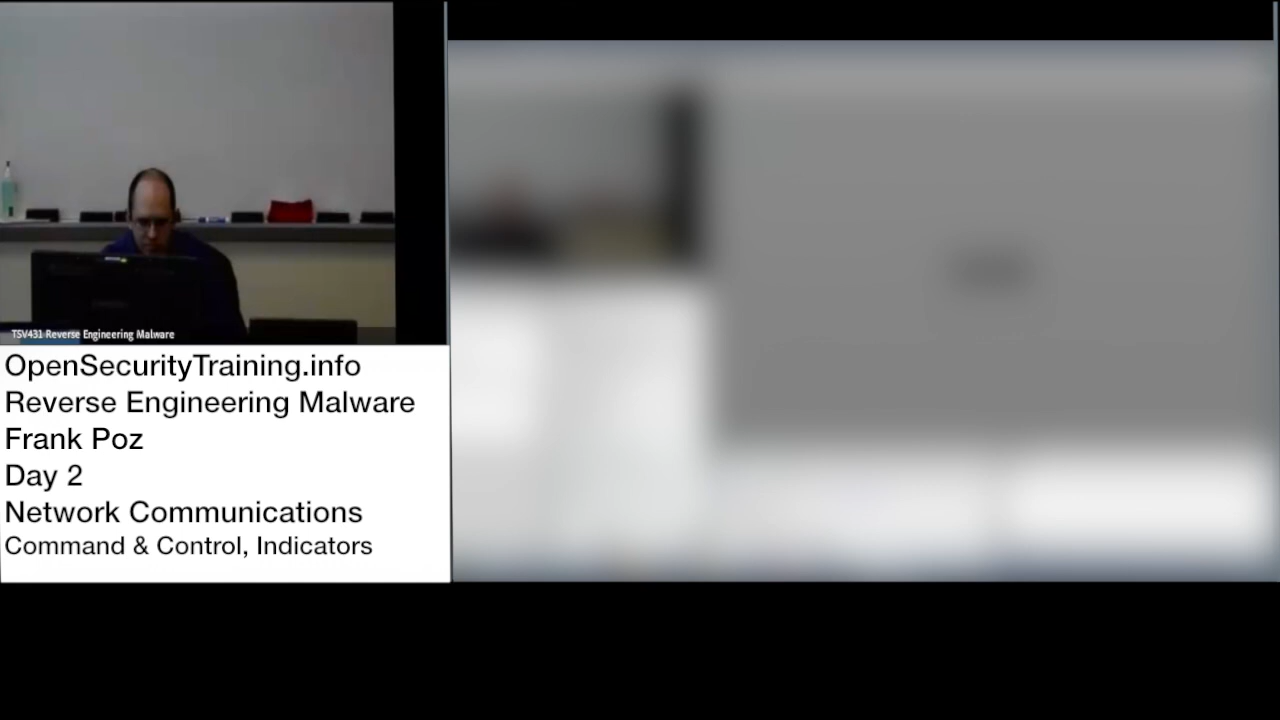 TSV431 Reverse Engineering Malware
OpenSecurityTraining.info
Reverse Engineering Malware
Frank Poz
Day 2
Network Communications
Command & Control, Indicators